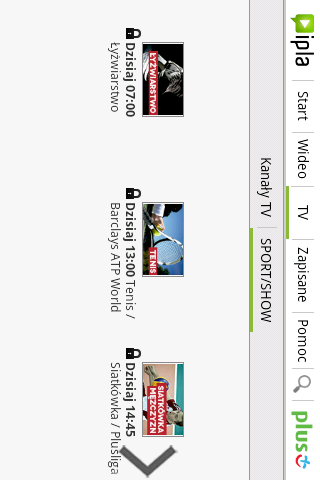 ipla
Start
Wideo
TV
Zapisane
Pomoc
plus
Kanały TV
SPORT/SHOW
ŁYŻWIARSTWO
Dzisiaj 07:00
Łyżwiarstwo
TENIS
Dzisiaj 13:00 Tenis /
Barclays ATP World
SIATKÓWKA
MĘŻCZYZN
Dzisiaj 14:45
Siatkówka / PlusLiga